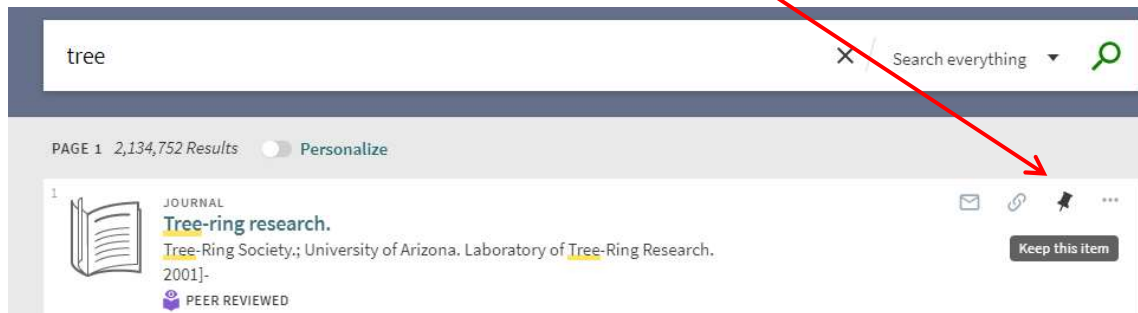 tree
Search everything
PAGE 1 2,134,752 Results Personalize
1
JOURNAL
Tree-ring research.
Tree-Ring Society.; University of Arizona. Laboratory of Tree-Ring Research.
Keep this item
2001]-
PEER REVIEWED